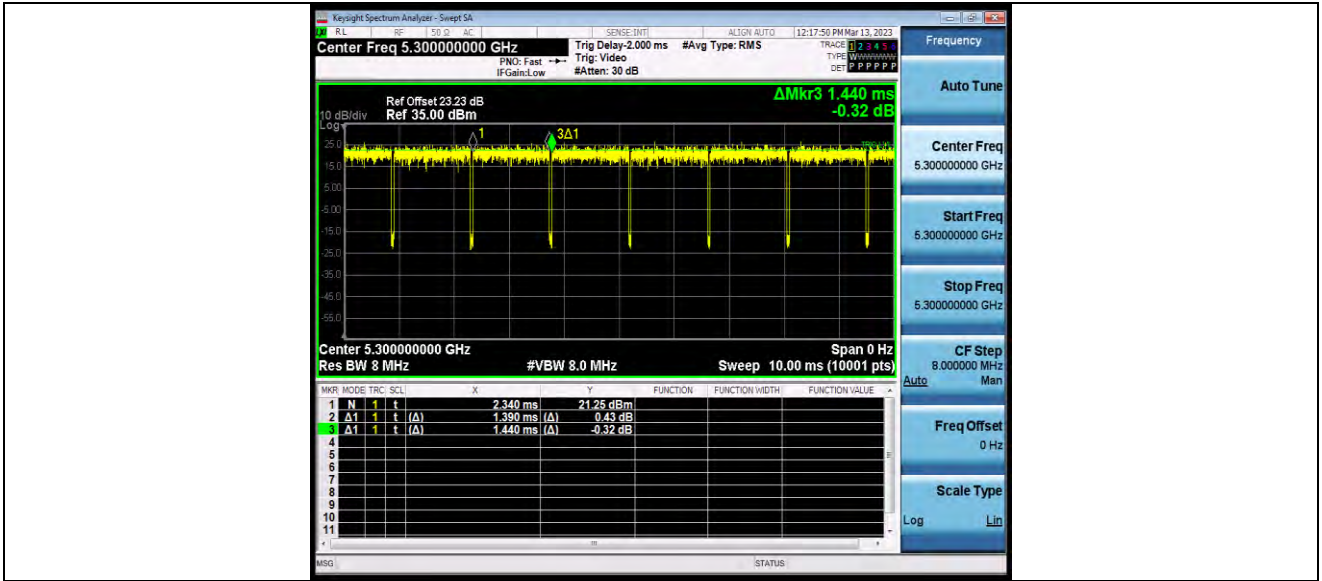 Keysight Spectrum Analyzer - Swept SA
RL RF 50 Ω AC SENSE:INT ALIGN AUTO 12:17:50 PM Mar 13, 2023
Center Freq 5.300000000 GHz
Trig Delay-2.000 ms #Avg Type: RMS
PNO: Fast Trig: Video
IFGain:Low #Atten: 30 dB
TRACE 1 2 3 4 5 6
TYPE WWWWWW
DET P P P P P P
ΔMkr3 1.440 ms
-0.32 dB
Ref Offset 23.23 dB
10 dB/div Ref 35.00 dBm
Log
1 3Δ1
25.0
15.0
5.00
-5.00
-15.0
-25.0
-35.0
-45.0
-55.0
Center 5.300000000 GHz Span 0 Hz
Res BW 8 MHz #VBW 8.0 MHz Sweep 10.00 ms (10001 pts)
MKR MODE TRC SCL X Y FUNCTION FUNCTION WIDTH FUNCTION VALUE
1 N 1 t 2.340 ms 21.25 dBm
2 Δ1 1 t (Δ) 1.390 ms (Δ) 0.43 dB
3 Δ1 1 t (Δ) 1.440 ms (Δ) -0.32 dB
4
5
6
7
8
9
10
11
MSG STATUS
Frequency
Auto Tune
Center Freq
5.300000000 GHz
Start Freq
5.300000000 GHz
Stop Freq
5.300000000 GHz
CF Step
8.000000 MHz
Auto Man
Freq Offset
0 Hz
Scale Type
Log Lin